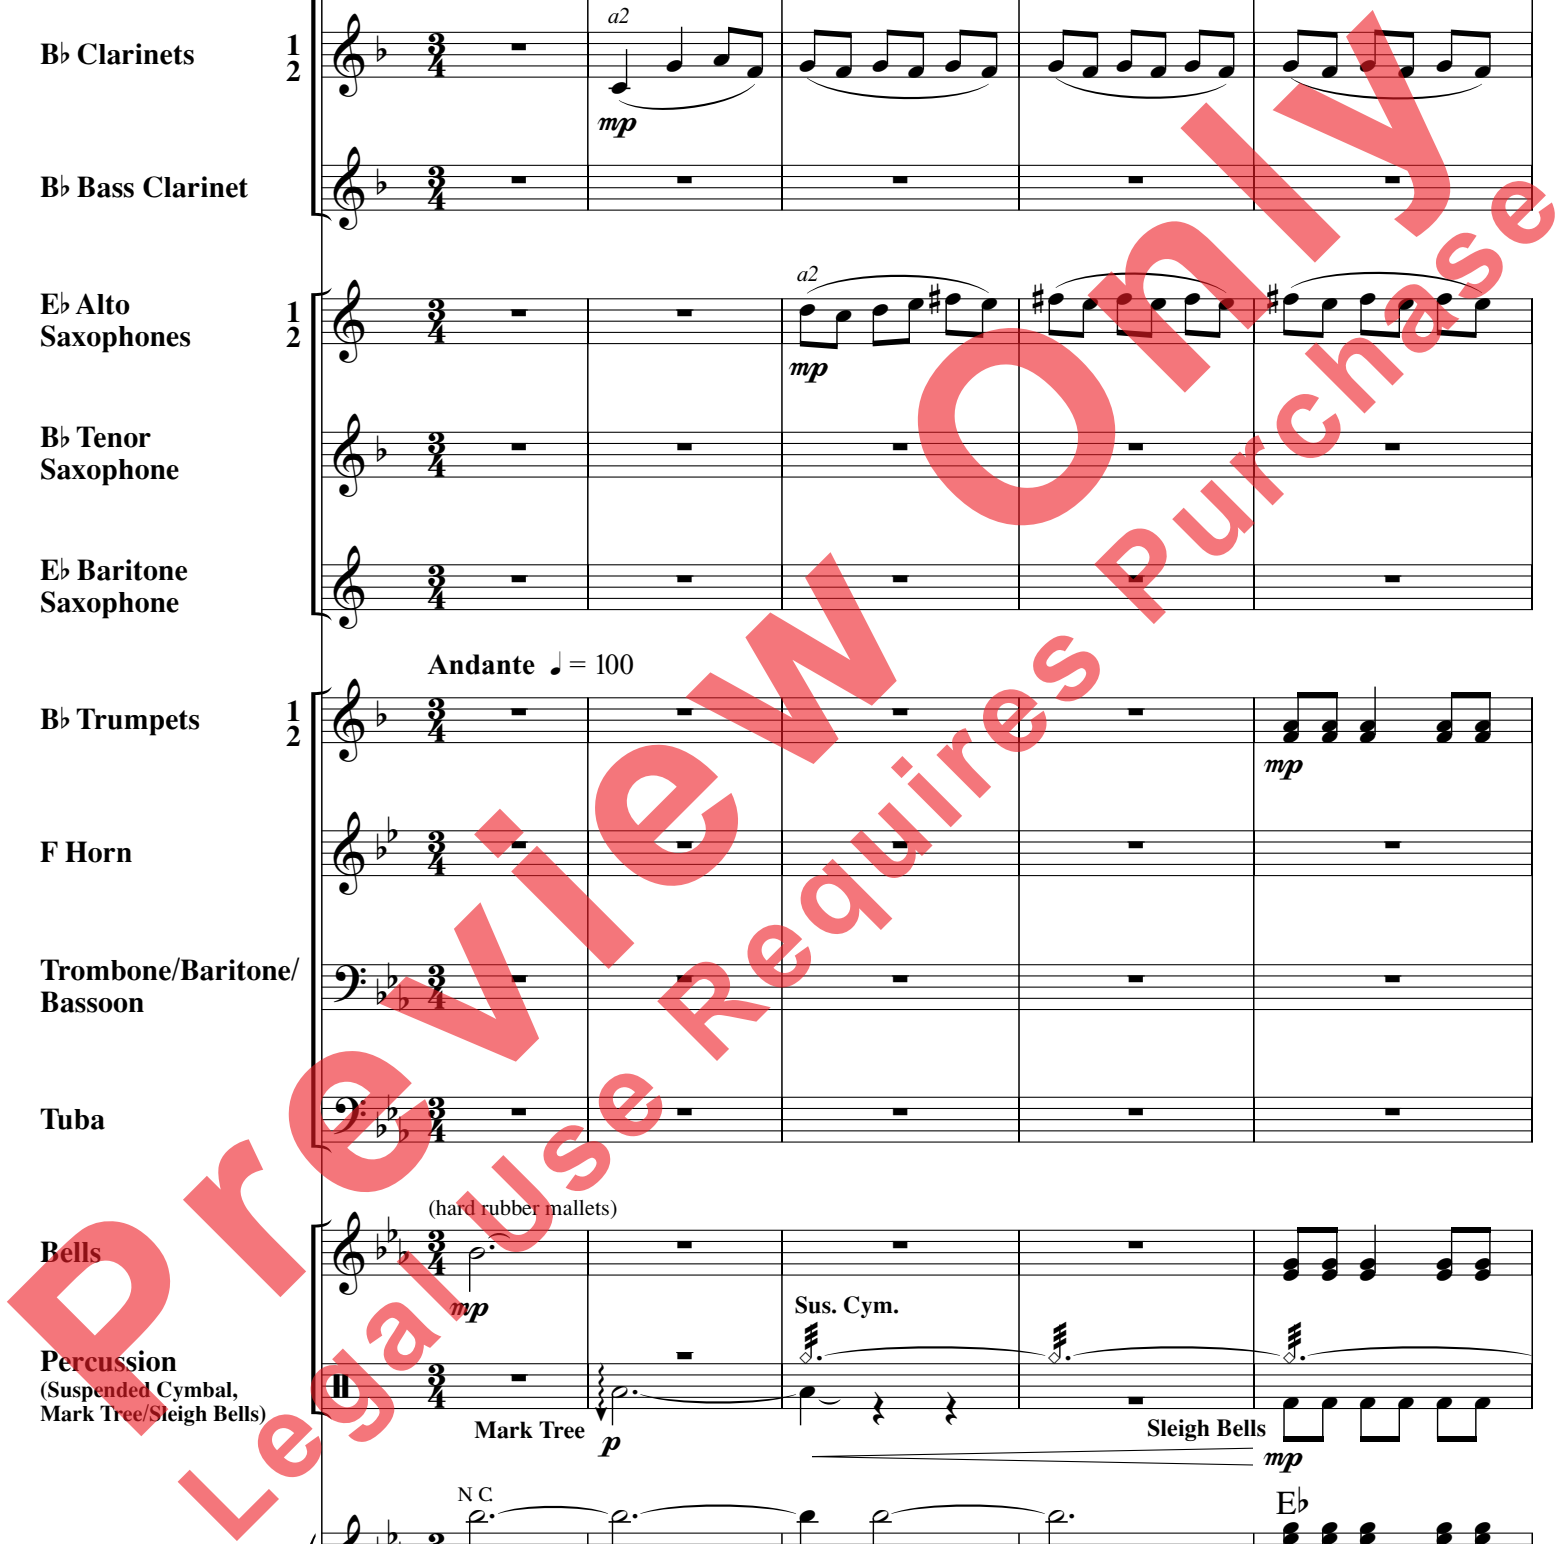 a2
B♭ Clarinets 1 2
mp
B♭ Bass Clarinet
a2
E♭ Alto
Saxophones 1 2
mp
B♭ Tenor
Saxophone
E♭ Baritone
Saxophone
Andante ♩ = 100
B♭ Trumpets 1 2
mp
F Horn
Trombone/Baritone/
Bassoon
Tuba
(hard rubber mallets)
Bells
mp
Sus. Cym.
Percussion
(Suspended Cymbal,
Mark Tree/Sleigh Bells)
Mark Tree
p
Sleigh Bells
mp
N.C.
E♭
Preview Only
Legal Use Requires Purchase